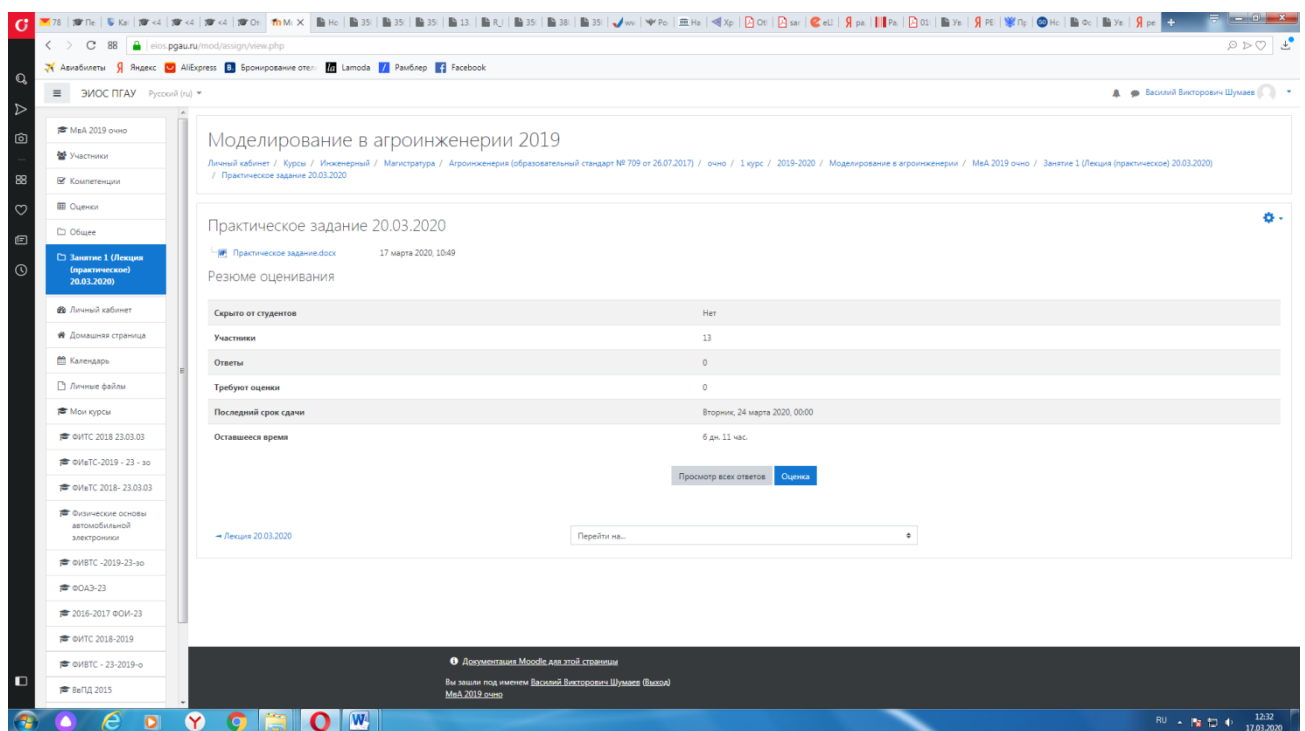 eios.pgau.ru/mod/assign/view.php
88
Авиабилеты Яндекс AliExpress Бронирование отел Lamoda Рамблер Facebook
ЭИОС ПГАУ Русский (ru)
Василий Викторович Шумаев
МвА 2019 очно
Участники
Компетенции
Оценки
Общее
Занятие 1 (Лекция
(практическое)
20.03.2020)
Личный кабинет
Домашняя страница
Календарь
Личные файлы
Мои курсы
ФИТС 2018 23.03.03
ФИвТС-2019 - 23 - зо
ФИвТС 2018- 23.03.03
Физические основы
автомобильной
электроники
ФИВТС -2019-23-зо
ФОАЭ-23
2016-2017 ФОИ-23
ФИТС 2018-2019
ФИВТС - 23-2019-о
ВвПД 2015
Моделирование в агроинженерии 2019
Личный кабинет / Курсы / Инженерный / Магистратура / Агроинженерия (образовательный стандарт № 709 от 26.07.2017) / очно / 1 курс / 2019-2020 / Моделирование в агроинженерии / МвА 2019 очно / Занятие 1 (Лекция (практическое) 20.03.2020)
/ Практическое задание 20.03.2020
Практическое задание 20.03.2020
Практическое задание.docx 17 марта 2020, 10:49
Резюме оценивания
Скрыто от студентов Нет
Участники 13
Ответы 0
Требуют оценки 0
Последний срок сдачи Вторник, 24 марта 2020, 00:00
Оставшееся время 6 дн. 11 час.
Просмотр всех ответов Оценка
Лекция 20.03.2020
Перейти на...
Документация Moodle для этой страницы
Вы зашли под именем Василий Викторович Шумаев (Выход)
МвА 2019 очно
RU
12:32
17.03.2020